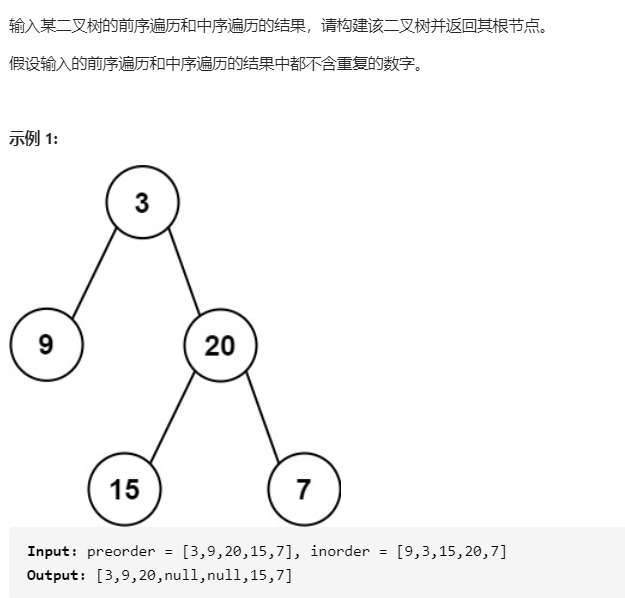 输入某二叉树的前序遍历和中序遍历的结果，请构建该二叉树并返回其根节点。
假设输入的前序遍历和中序遍历的结果中都不含重复的数字。
示例 1:
3
9
20
15
7
Input: preorder = [3,9,20,15,7], inorder = [9,3,15,20,7]
Output: [3,9,20,null,null,15,7]